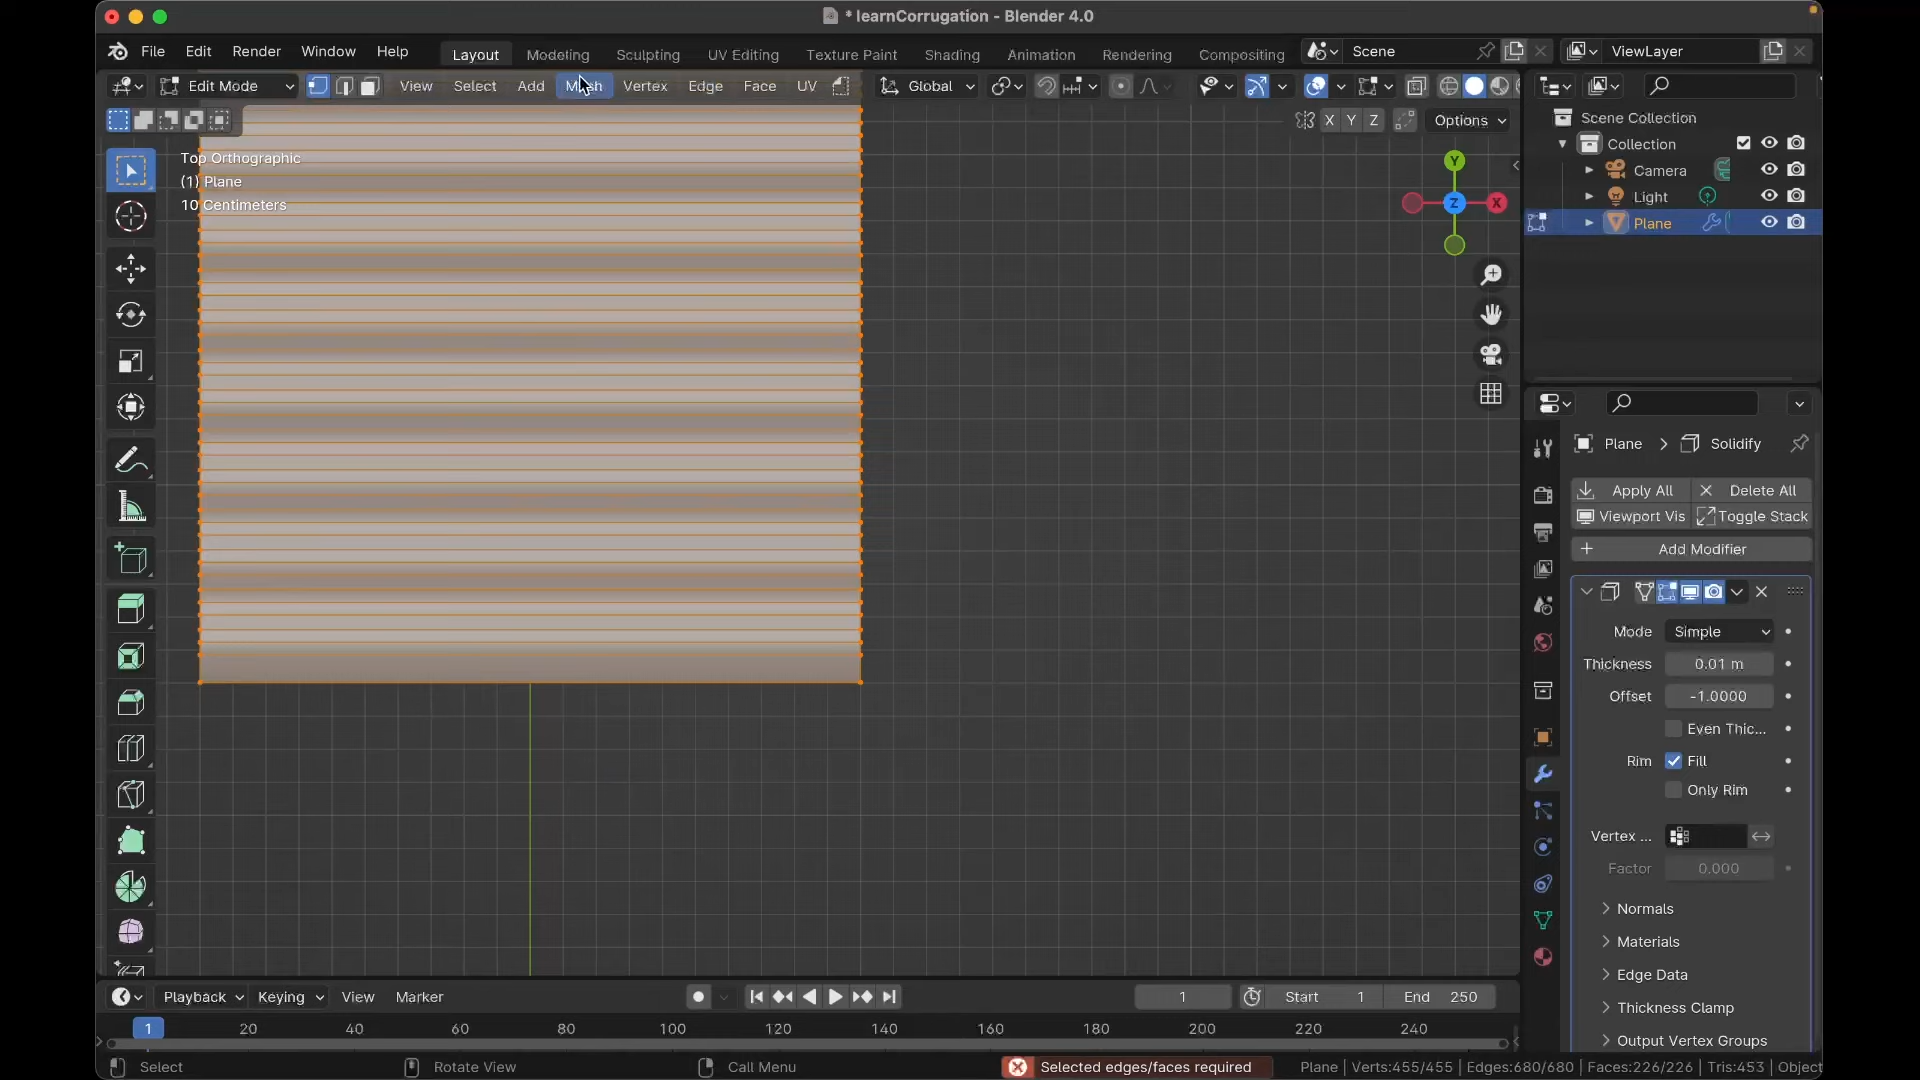 * learnCorrugation - Blender 4.0
File Edit Render Window Help
Layout Modeling Sculpting UV Editing Texture Paint Shading Animation Rendering Compositing
Scene
ViewLayer
Edit Mode
View Select Add Mesh Vertex Edge Face UV
Global
X Y Z
Options
Top Orthographic
(1) Plane
10 Centimeters
Y
Z
X
Scene Collection
Collection
Camera
Light
Plane
Plane > Solidify
Apply All
Delete All
Viewport Vis
Toggle Stack
Add Modifier
Mode Simple
Thickness 0.01 m
Offset -1.0000
Even Thic...
Rim Fill
Only Rim
Vertex ...
Factor 0.000
Normals
Materials
Edge Data
Thickness Clamp
Output Vertex Groups
Playback Keying View Marker
1
Start 1
End 250
1 20 40 60 80 100 120 140 160 180 200 220 240
Select
Rotate View
Call Menu
Selected edges/faces required
Plane | Verts:455/455 | Edges:680/680 | Faces:226/226 | Tris:453 | Object